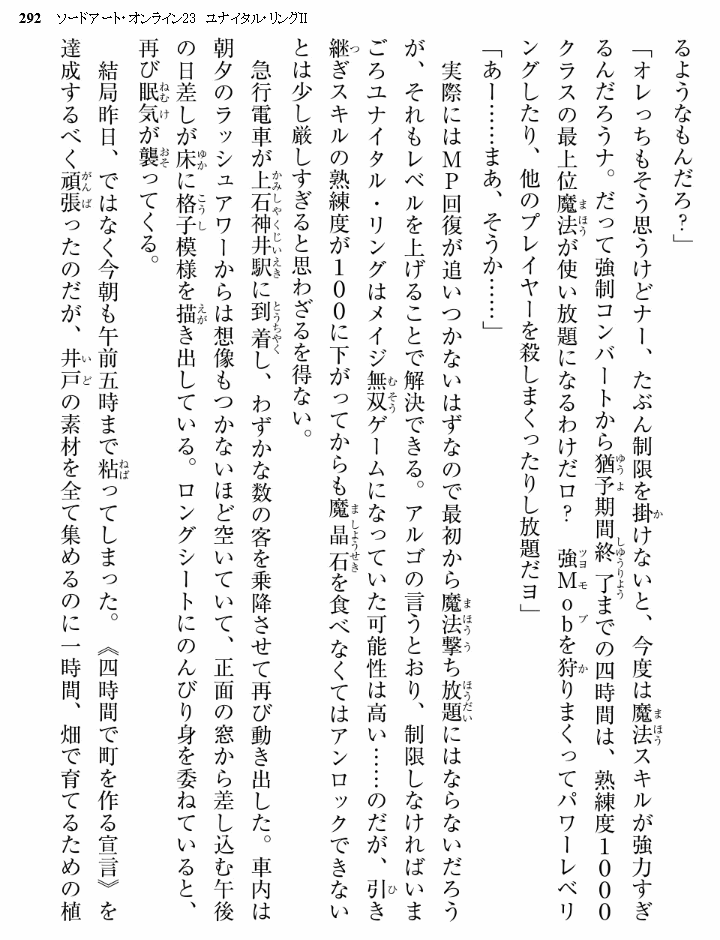 292 ソードアート・オンライン23 ユナイタル・リングⅡ
るようなもんだろ？」
「オレっちもそう思うけどナー、たぶん制限を掛けないと、今度は魔法スキルが強力すぎ
るんだろうナ。だって強制コンバートから猶予期間終了までの四時間は、熟練度１０００
クラスの最上位魔法が使い放題になるわけだロ？　強Ｍｏｂを狩りまくってパワーレベリ
ングしたり、他のプレイヤーを殺しまくったりし放題だヨ」
「あー……まあ、そうか……」
実際にはＭＰ回復が追いつかないはずなので最初から魔法撃ち放題にはならないだろう
が、それもレベルを上げることで解決できる。アルゴの言うとおり、制限しなければいま
ごろユナイタル・リングはメイジ無双ゲームになっていた可能性は高い……のだが、引き
継ぎスキルの熟練度が１００に下がってからも魔晶石を食べなくてはアンロックできない
とは少し厳しすぎると思わざるを得ない。
急行電車が上石神井駅に到着し、わずかな数の客を乗降させて再び動き出した。車内は
朝夕のラッシュアワーからは想像もつかないほど空いていて、正面の窓から差し込む午後
の日差しが床に格子模様を描き出している。ロングシートにのんびり身を委ねていると、
再び眠気が襲ってくる。
結局昨日、ではなく今朝も午前五時まで粘ってしまった。《四時間で町を作る宣言》を
達成するべく頑張ったのだが、井戸の素材を全て集めるのに一時間、畑で育てるための植